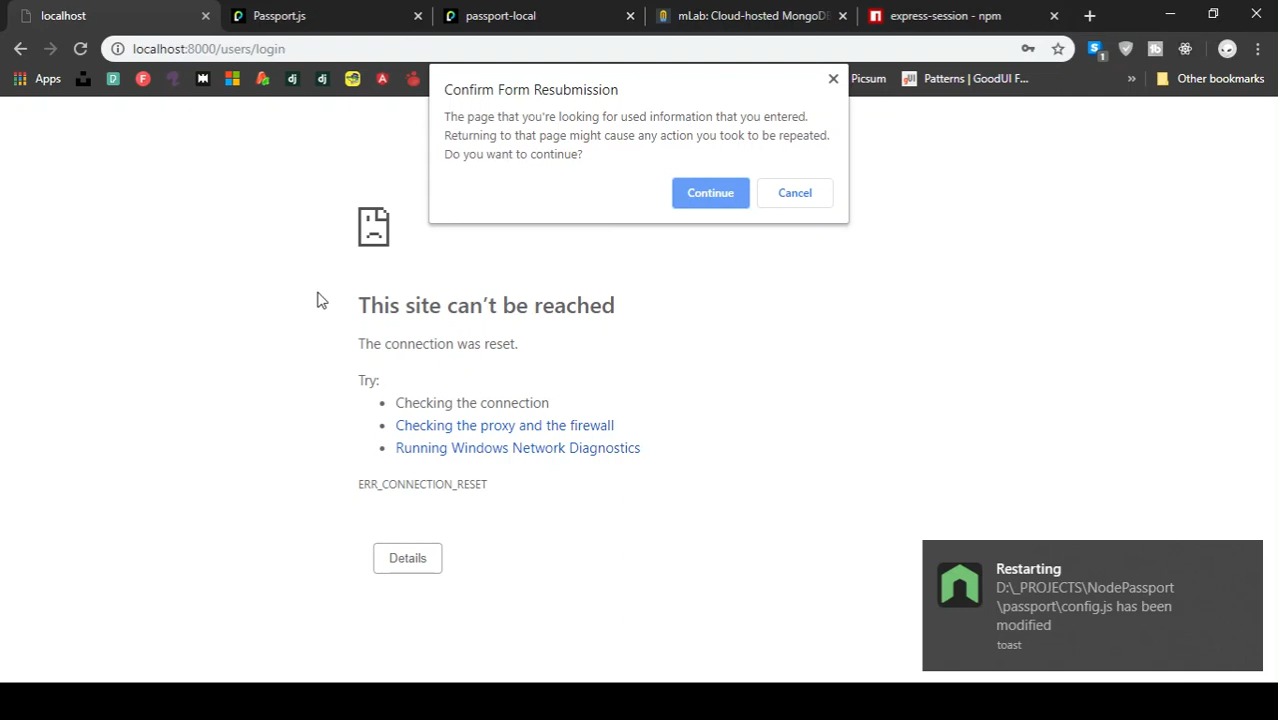 localhost
Passport.js
passport-local
mLab: Cloud-hosted MongoDB
express-session - npm
localhost:8000/users/login
1
Apps
dj
dj
Picsum
Patterns | GoodUI F...
»
Other bookmarks
Confirm Form Resubmission
The page that you're looking for used information that you entered.
Returning to that page might cause any action you took to be repeated.
Do you want to continue?
Continue
Cancel
This site can't be reached
The connection was reset.
Try:
• Checking the connection
• Checking the proxy and the firewall
• Running Windows Network Diagnostics
ERR_CONNECTION_RESET
Details
Restarting
D:\_PROJECTS\NodePassport
\passport\config.js has been
modified
toast